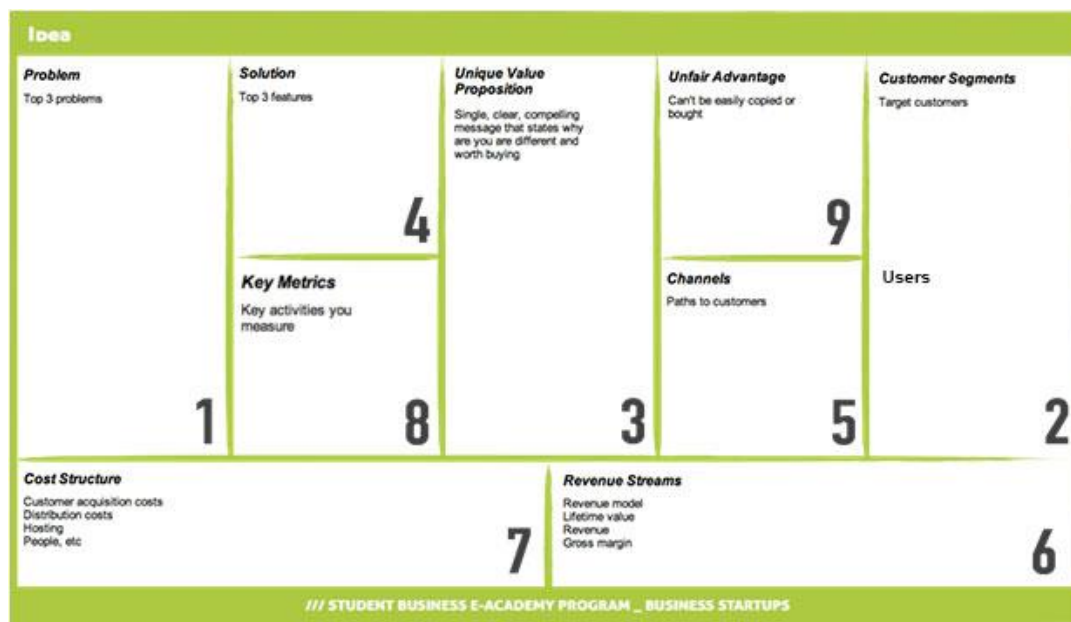 Idea
Problem
Top 3 problems
1
Solution
Top 3 features
4
Key Metrics
Key activities you
measure
8
Unique Value
Proposition
Single, clear, compelling
message that states why
are you are different and
worth buying
3
Unfair Advantage
Can't be easily copied or
bought
9
Channels
Paths to customers
5
Customer Segments
Target customers
Users
2
Cost Structure
Customer acquisition costs
Distribution costs
Hosting
People, etc
7
Revenue Streams
Revenue model
Lifetime value
Revenue
Gross margin
6
/// STUDENT BUSINESS E-ACADEMY PROGRAM _ BUSINESS STARTUPS